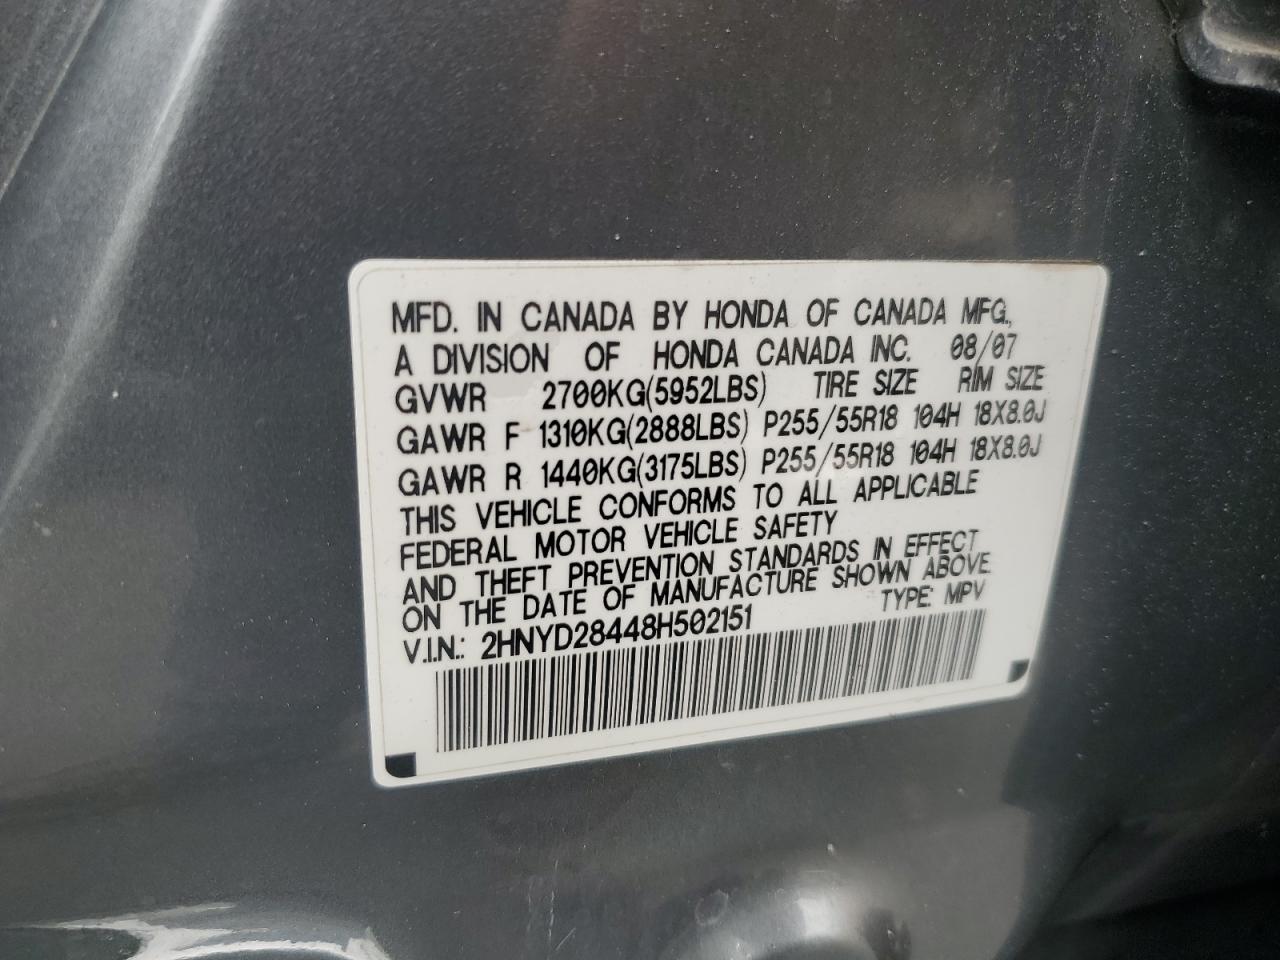 MFD. IN CANADA BY HONDA OF CANADA MFG.,
A DIVISION OF HONDA CANADA INC. 08/07
GVWR 2700KG(5952LBS) TIRE SIZE RIM SIZE
GAWR F 1310KG(2888LBS) P255/55R18 104H 18X8.0J
GAWR R 1440KG(3175LBS) P255/55R18 104H 18X8.0J
THIS VEHICLE CONFORMS TO ALL APPLICABLE
FEDERAL MOTOR VEHICLE SAFETY
AND THEFT PREVENTION STANDARDS IN EFFECT
ON THE DATE OF MANUFACTURE SHOWN ABOVE
V.I.N.: 2HNYD28448H502151 TYPE: MPV